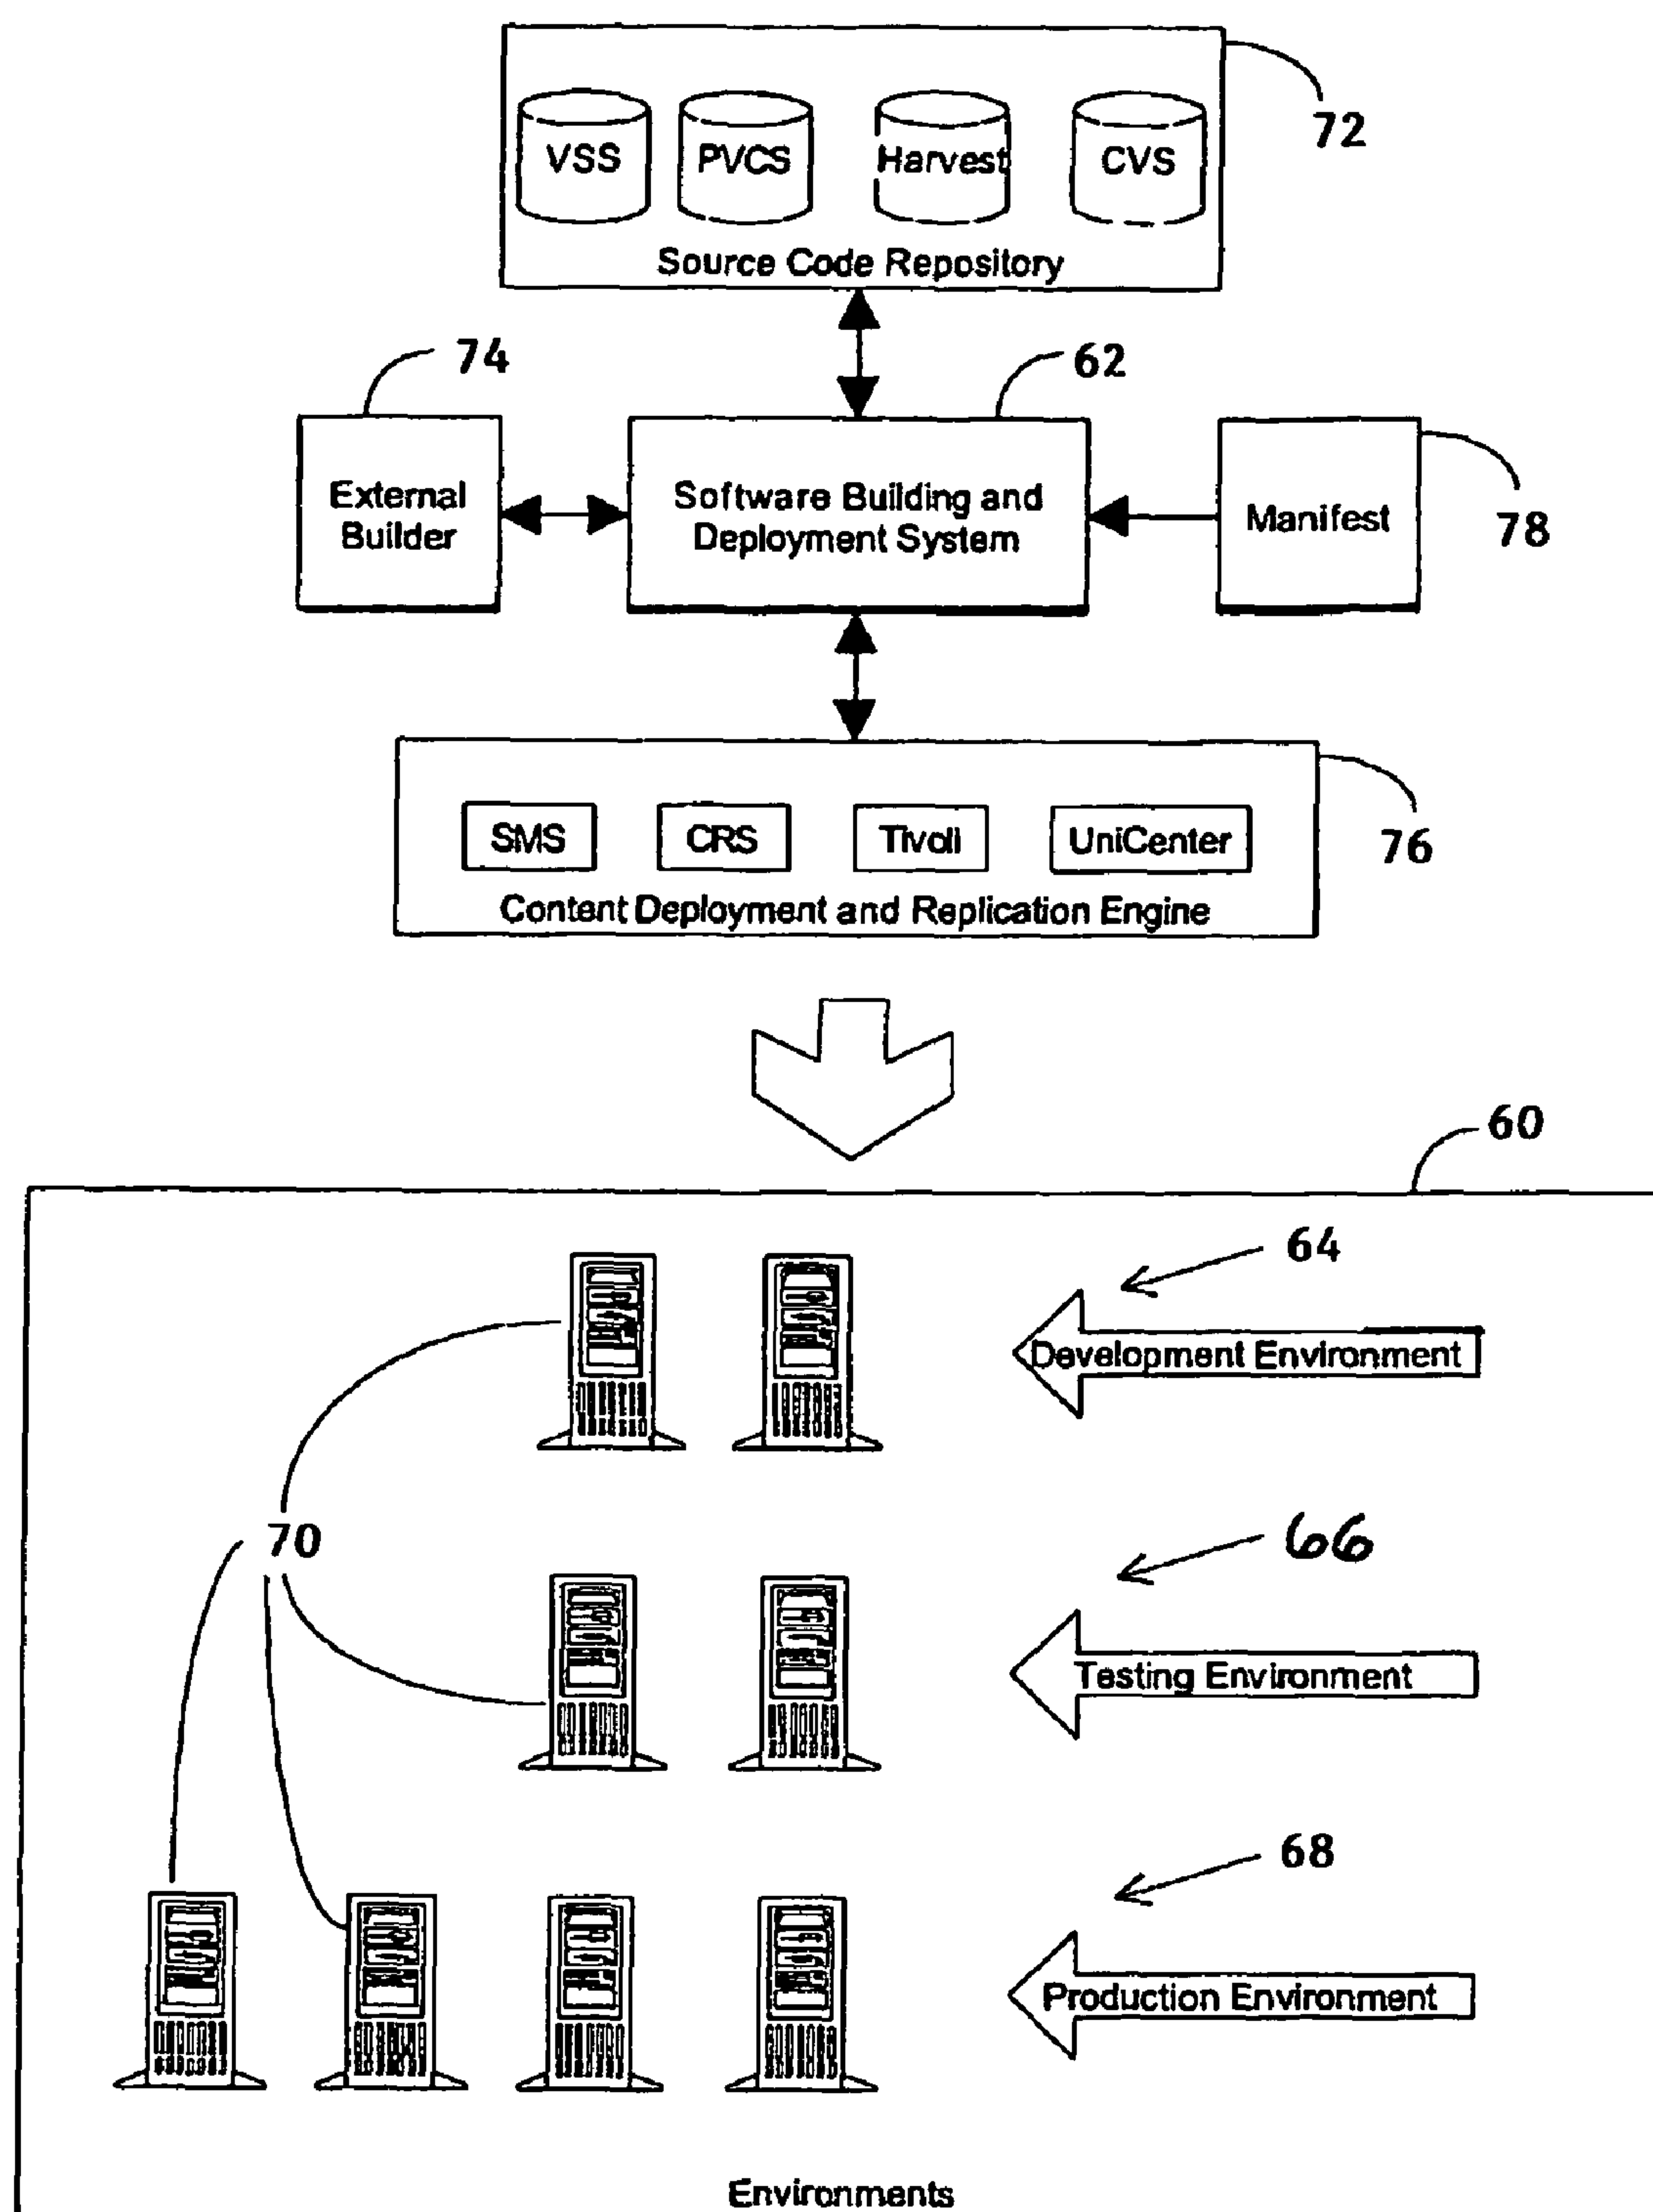 VSS PVCS Harvest CVS
Source Code Repository
72
74
62
External
Builder
Software Building and
Deployment System
Manifest
78
SMS CRS Tivoli UniCenter
76
Content Deployment and Replication Engine
60
64
Development Environment
70
66
Testing Environment
68
Production Environment
Environments